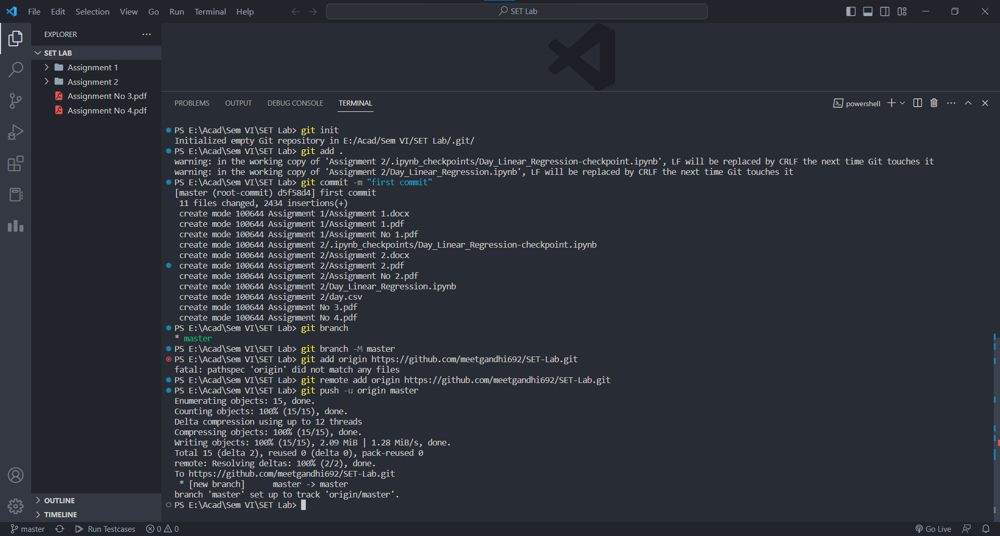 File Edit Selection View Go Run Terminal Help
SET Lab
EXPLORER
SET LAB
Assignment 1
Assignment 2
Assignment No 3.pdf
Assignment No 4.pdf
OUTLINE
TIMELINE
PROBLEMS OUTPUT DEBUG CONSOLE TERMINAL
powershell
PS E:\Acad\Sem VI\SET Lab> git init
Initialized empty Git repository in E:/Acad/Sem VI/SET Lab/.git/
PS E:\Acad\Sem VI\SET Lab> git add .
warning: in the working copy of 'Assignment 2/.ipynb_checkpoints/Day_Linear_Regression-checkpoint.ipynb', LF will be replaced by CRLF the next time Git touches it
warning: in the working copy of 'Assignment 2/Day_Linear_Regression.ipynb', LF will be replaced by CRLF the next time Git touches it
PS E:\Acad\Sem VI\SET Lab> git commit -m "first commit"
[master (root-commit) d5f58d4] first commit
11 files changed, 2434 insertions(+)
create mode 100644 Assignment 1/Assignment 1.docx
create mode 100644 Assignment 1/Assignment 1.pdf
create mode 100644 Assignment 1/Assignment No 1.pdf
create mode 100644 Assignment 2/.ipynb_checkpoints/Day_Linear_Regression-checkpoint.ipynb
create mode 100644 Assignment 2/Assignment 2.docx
create mode 100644 Assignment 2/Assignment 2.pdf
create mode 100644 Assignment 2/Assignment No 2.pdf
create mode 100644 Assignment 2/Day_Linear_Regression.ipynb
create mode 100644 Assignment 2/day.csv
create mode 100644 Assignment No 3.pdf
create mode 100644 Assignment No 4.pdf
PS E:\Acad\Sem VI\SET Lab> git branch
* master
PS E:\Acad\Sem VI\SET Lab> git branch -M master
PS E:\Acad\Sem VI\SET Lab> git add origin https://github.com/meetgandhi692/SET-Lab.git
fatal: pathspec 'origin' did not match any files
PS E:\Acad\Sem VI\SET Lab> git remote add origin https://github.com/meetgandhi692/SET-Lab.git
PS E:\Acad\Sem VI\SET Lab> git push -u origin master
Enumerating objects: 15, done.
Counting objects: 100% (15/15), done.
Delta compression using up to 12 threads
Compressing objects: 100% (15/15), done.
Writing objects: 100% (15/15), 2.09 MiB | 1.28 MiB/s, done.
Total 15 (delta 2), reused 0 (delta 0), pack-reused 0
remote: Resolving deltas: 100% (2/2), done.
To https://github.com/meetgandhi692/SET-Lab.git
* [new branch] master -> master
branch 'master' set up to track 'origin/master'.
PS E:\Acad\Sem VI\SET Lab>
master Run Testcases 0 0 Go Live